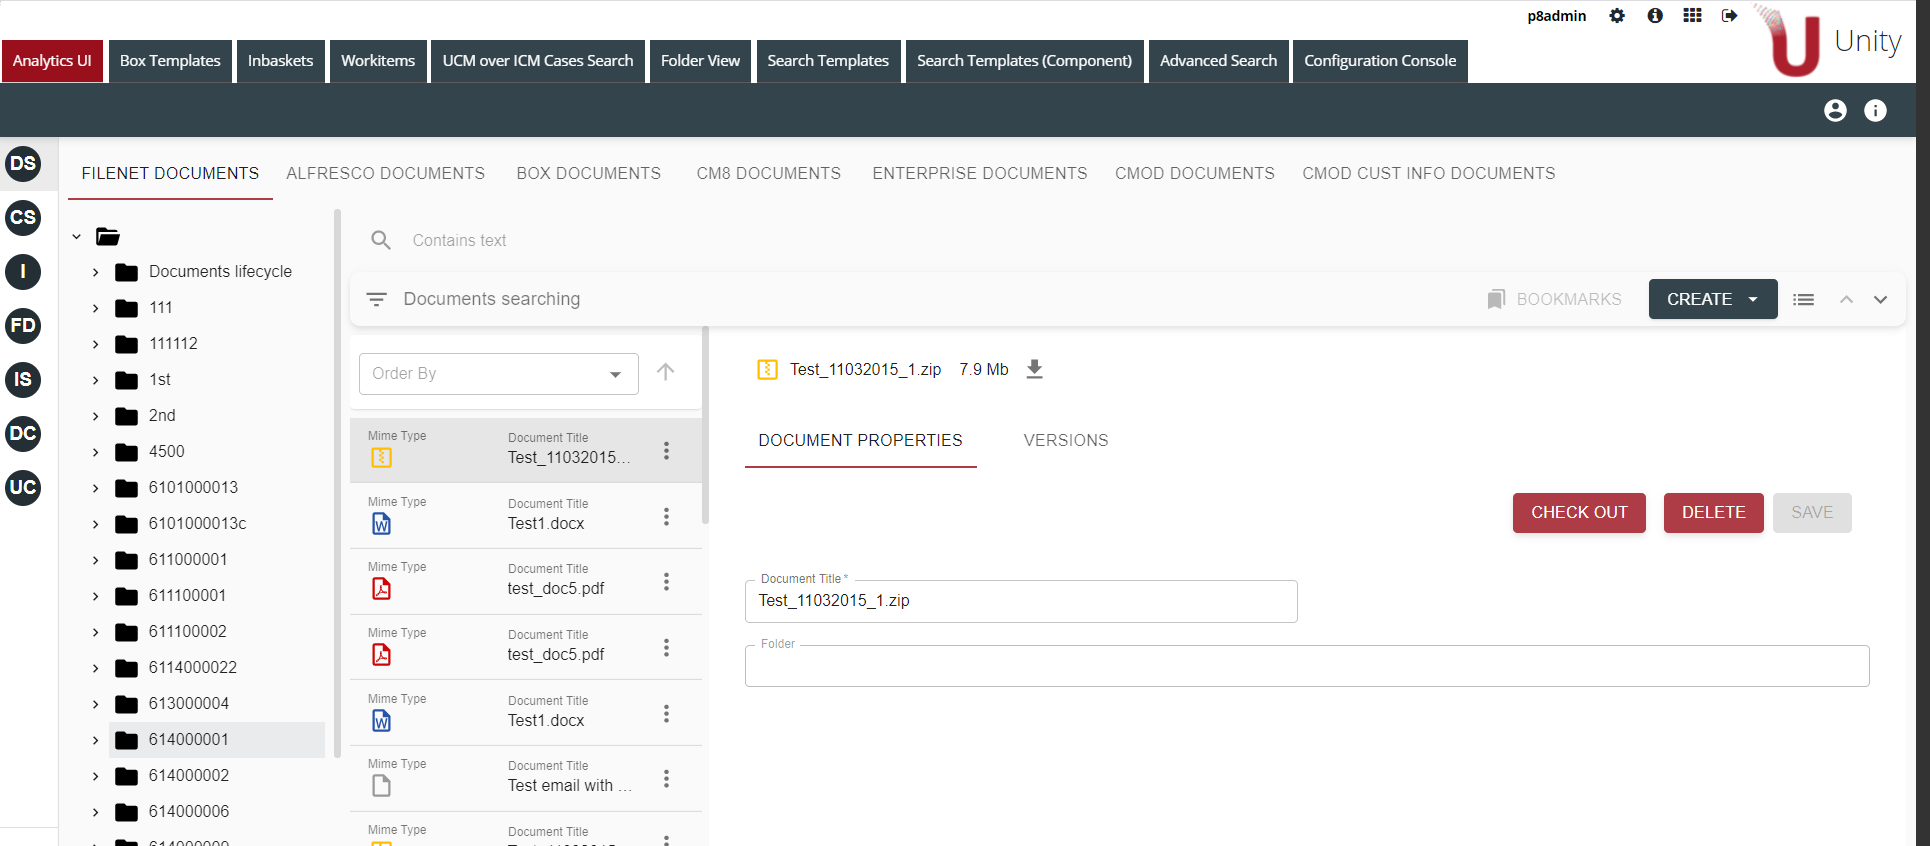 p8admin
Unity
Analytics UI
Box Templates
Inbaskets
Workitems
UCM over ICM Cases Search
Folder View
Search Templates
Search Templates (Component)
Advanced Search
Configuration Console
DS
CS
I
FD
IS
DC
UC
FILENET DOCUMENTS
ALFRESCO DOCUMENTS
BOX DOCUMENTS
CM8 DOCUMENTS
ENTERPRISE DOCUMENTS
CMOD DOCUMENTS
CMOD CUST INFO DOCUMENTS
Documents lifecycle
111
111112
1st
2nd
4500
6101000013
6101000013c
611000001
611100001
611100002
6114000022
613000004
614000001
614000002
614000006
Contains text
Documents searching
BOOKMARKS
CREATE
Order By
Mime Type
Document Title
Test_11032015...
Mime Type
Document Title
Test1.docx
Mime Type
Document Title
test_doc5.pdf
Mime Type
Document Title
test_doc5.pdf
Mime Type
Document Title
Test1.docx
Mime Type
Document Title
Test email with ...
Mime Type
Document Title
Test_11032015_1.zip 7.9 Mb
DOCUMENT PROPERTIES
VERSIONS
CHECK OUT
DELETE
SAVE
Document Title *
Test_11032015_1.zip
Folder